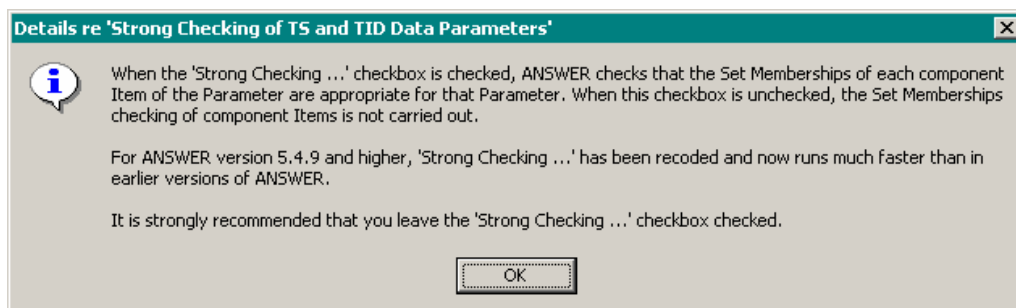 Details re 'Strong Checking of TS and TID Data Parameters'
When the 'Strong Checking ...' checkbox is checked, ANSWER checks that the Set Memberships of each component
Item of the Parameter are appropriate for that Parameter. When this checkbox is unchecked, the Set Memberships
checking of component Items is not carried out.
For ANSWER version 5.4.9 and higher, 'Strong Checking ...' has been recoded and now runs much faster than in
earlier versions of ANSWER.
It is strongly recommended that you leave the 'Strong Checking ...' checkbox checked.
OK